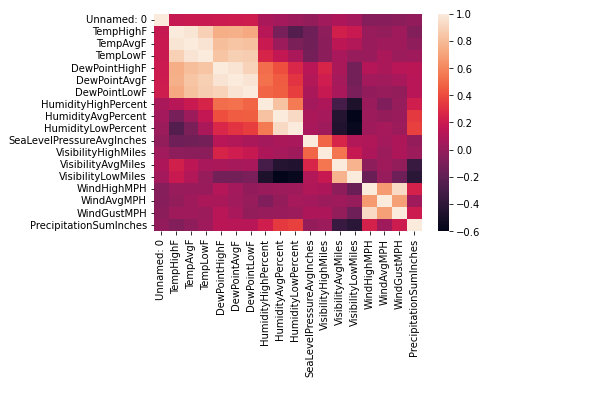 Unnamed: 0
TempHighF
TempAvgF
TempLowF
DewPointHighF
DewPointAvgF
DewPointLowF
HumidityHighPercent
HumidityAvgPercent
HumidityLowPercent
SeaLevelPressureAvgInches
VisibilityHighMiles
VisibilityAvgMiles
VisibilityLowMiles
WindHighMPH
WindAvgMPH
WindGustMPH
PrecipitationSumInches
Unnamed: 0
TempHighF
TempAvgF
TempLowF
DewPointHighF
DewPointAvgF
DewPointLowF
HumidityHighPercent
HumidityAvgPercent
HumidityLowPercent
SeaLevelPressureAvgInches
VisibilityHighMiles
VisibilityAvgMiles
VisibilityLowMiles
WindHighMPH
WindAvgMPH
WindGustMPH
PrecipitationSumInches
1.0
0.8
0.6
0.4
0.2
0.0
−0.2
−0.4
−0.6